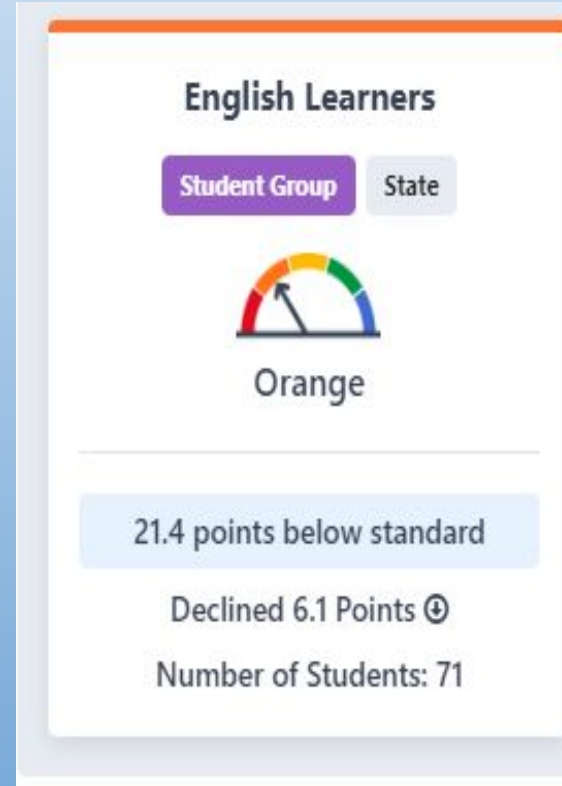 English Learners
Student Group State
Orange
21.4 points below standard
Declined 6.1 Points
Number of Students: 71